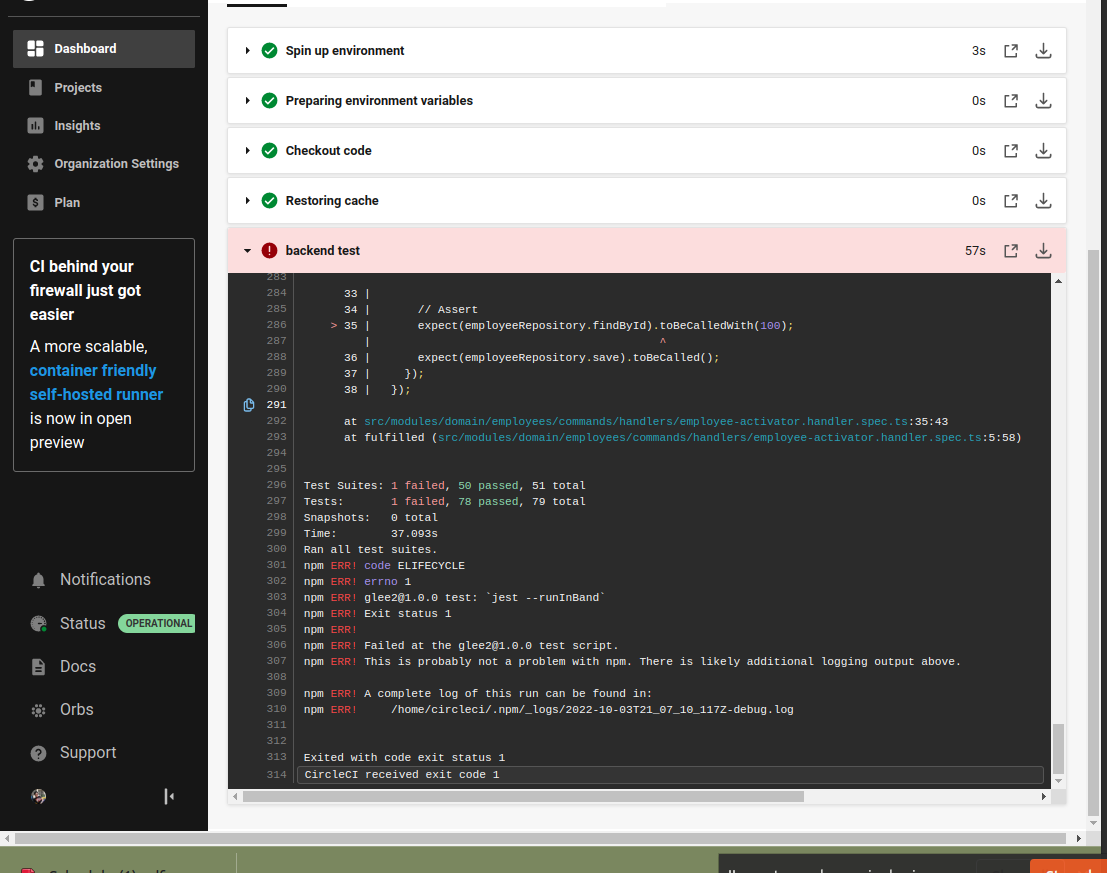 Dashboard
Projects
Insights
Organization Settings
Plan
CI behind your
firewall just got
easier
A more scalable,
container friendly
self-hosted runner
is now in open
preview
Notifications
Status OPERATIONAL
Docs
Orbs
Support
Spin up environment 3s
Preparing environment variables 0s
Checkout code 0s
Restoring cache 0s
backend test 57s
283
284 33 |
285 34 | // Assert
286 > 35 | expect(employeeRepository.findById).toBeCalledWith(100);
287 | ^
288 36 | expect(employeeRepository.save).toBeCalled();
289 37 | });
290 38 | });
291
292 at src/modules/domain/employees/commands/handlers/employee-activator.handler.spec.ts:35:43
293 at fulfilled (src/modules/domain/employees/commands/handlers/employee-activator.handler.spec.ts:5:58)
294
295
296 Test Suites: 1 failed, 50 passed, 51 total
297 Tests: 1 failed, 78 passed, 79 total
298 Snapshots: 0 total
299 Time: 37.093s
300 Ran all test suites.
301 npm ERR! code ELIFECYCLE
302 npm ERR! errno 1
303 npm ERR! glee2@1.0.0 test: `jest --runInBand`
304 npm ERR! Exit status 1
305 npm ERR!
306 npm ERR! Failed at the glee2@1.0.0 test script.
307 npm ERR! This is probably not a problem with npm. There is likely additional logging output above.
308
309 npm ERR! A complete log of this run can be found in:
310 npm ERR! /home/circleci/.npm/_logs/2022-10-03T21_07_10_117Z-debug.log
311
312
313 Exited with code exit status 1
314 CircleCI received exit code 1